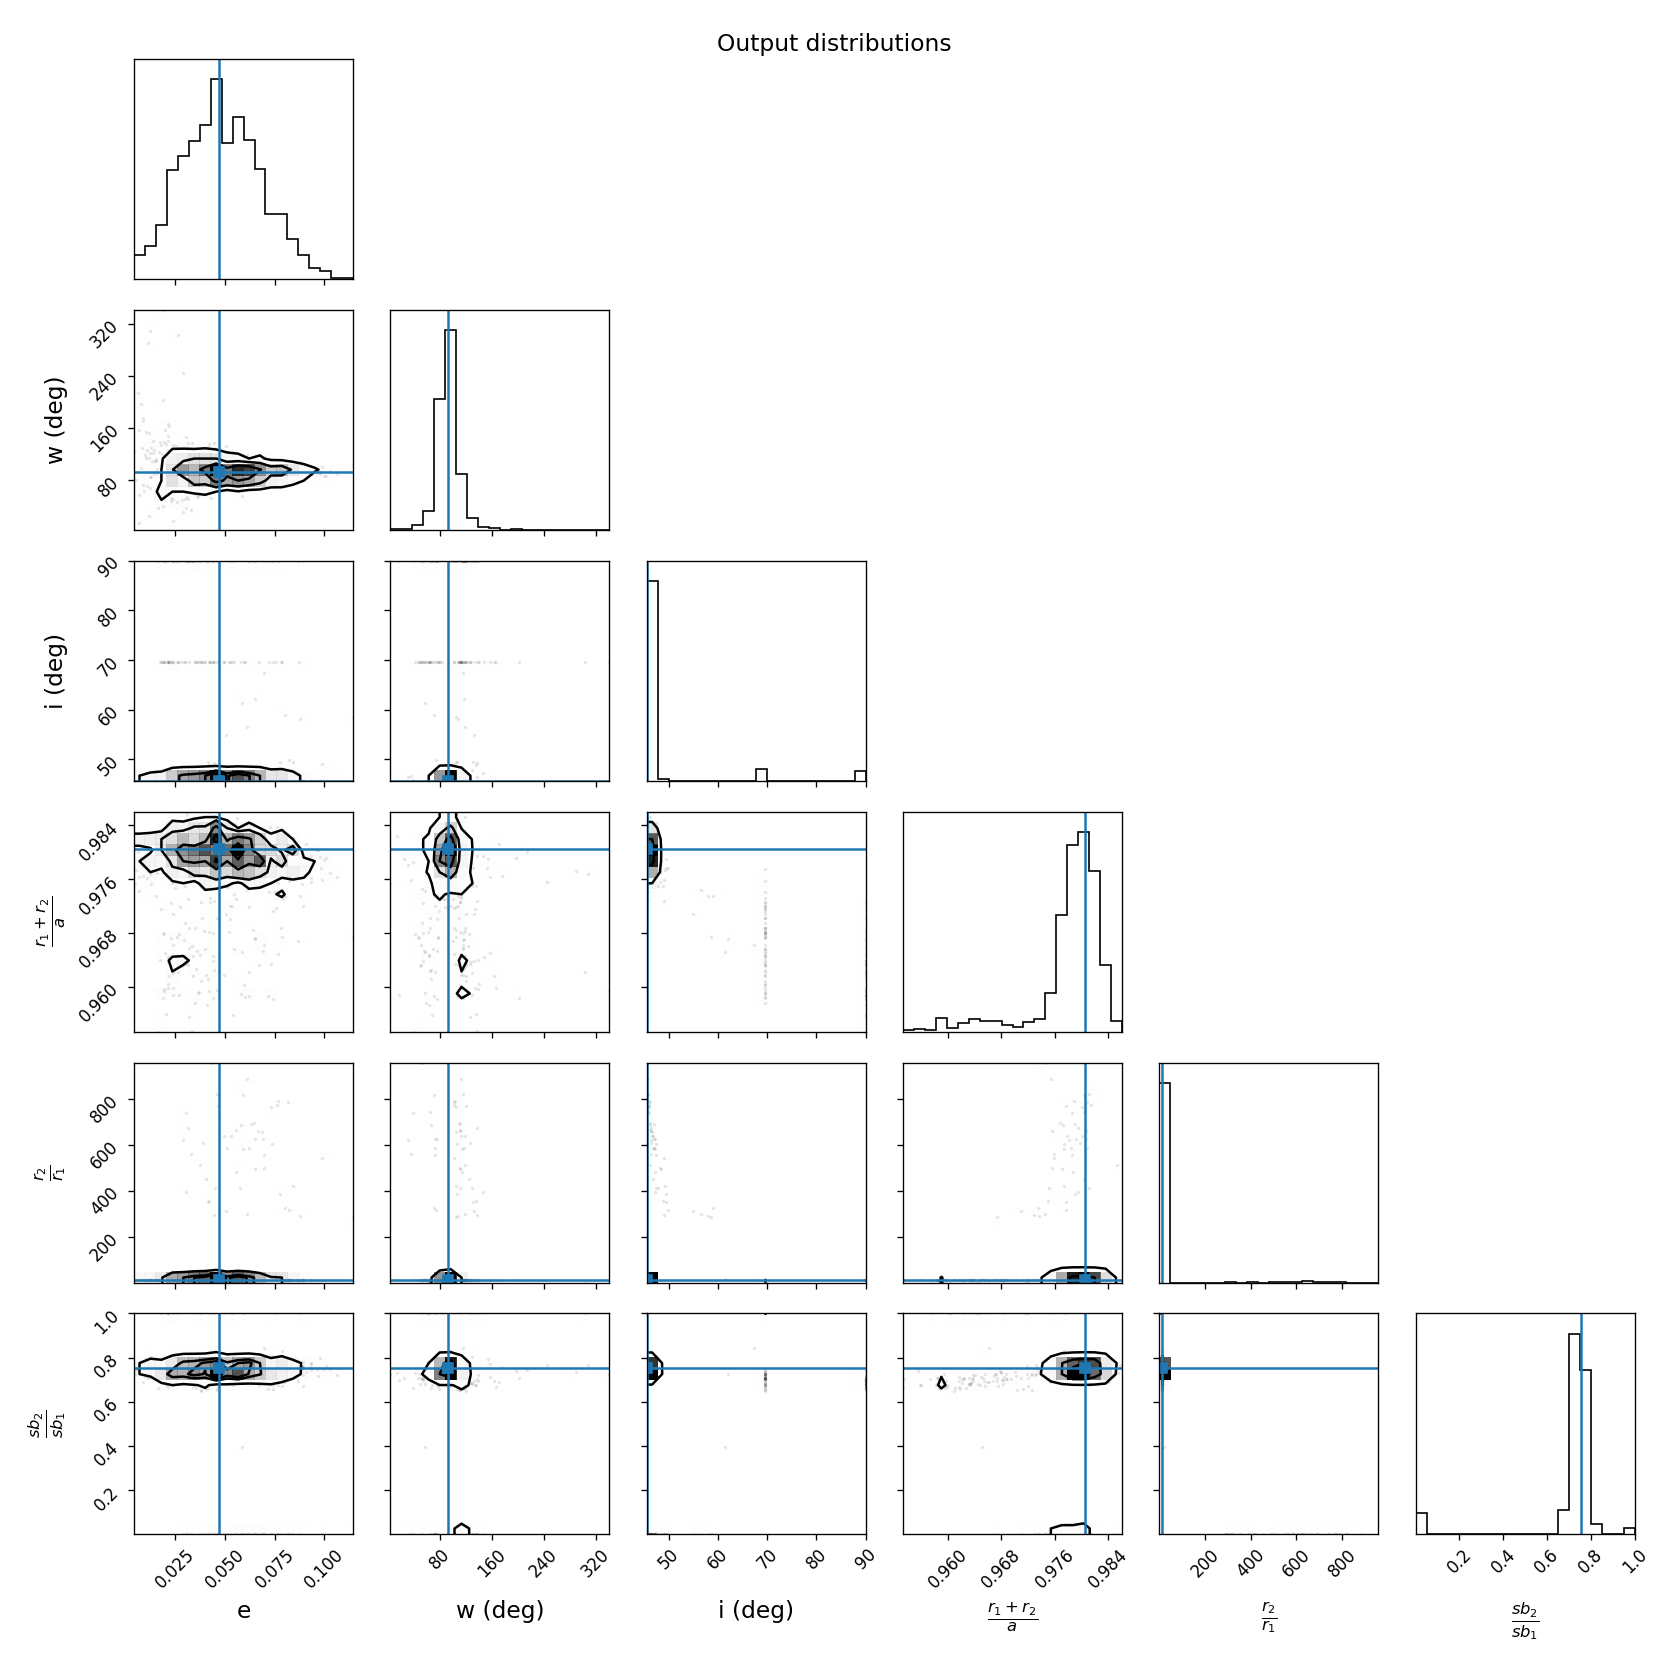 Output distributions
w (deg)
320
240
160
80
i (deg)
90
80
70
60
50
r₁ + r₂
a
0.984
0.976
0.968
0.960
r₂
r₁
800
600
400
200
sb₂
sb₁
1.0
0.8
0.6
0.4
0.2
0.025 0.050 0.075 0.100 80 160 240 320 50 60 70 80 90 0.960 0.968 0.976 0.984 200 400 600 800 0.2 0.4 0.6 0.8 1.0
e w (deg) i (deg)
r₁ + r₂
a
r₂
r₁
sb₂
sb₁